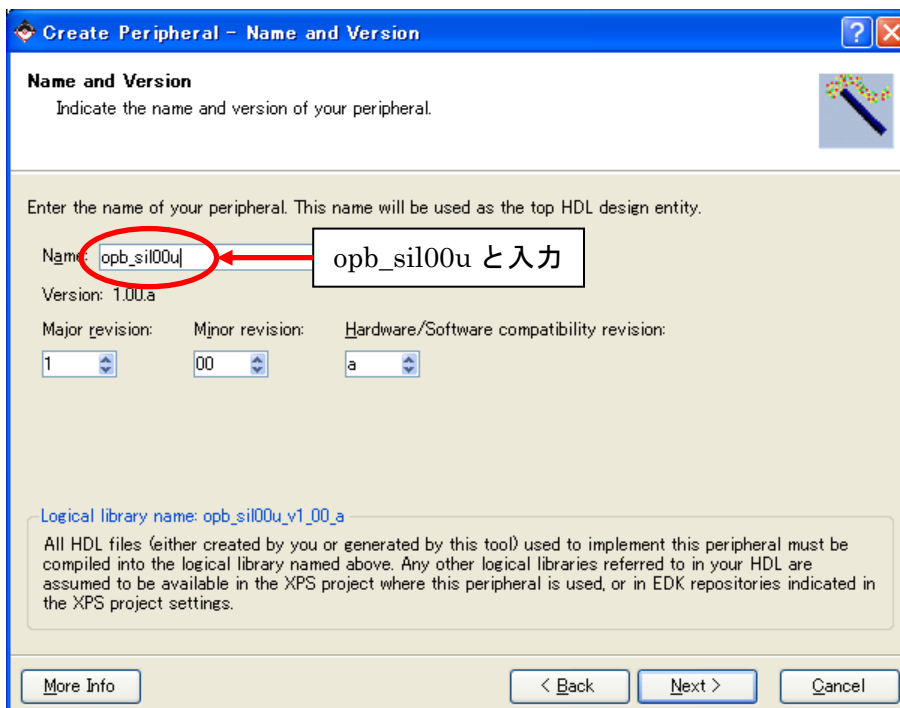 Create Peripheral - Name and Version
Name and Version
Indicate the name and version of your peripheral.
Enter the name of your peripheral. This name will be used as the top HDL design entity.
Name: opb_sil00u
opb_sil00u と入力
Version: 1.00.a
Major revision: Minor revision: Hardware/Software compatibility revision:
1 00 a
Logical library name: opb_sil00u_v1_00_a
All HDL files (either created by you or generated by this tool) used to implement this peripheral must be
compiled into the logical library named above. Any other logical libraries referred to in your HDL are
assumed to be available in the XPS project where this peripheral is used, or in EDK repositories indicated in
the XPS project settings.
More Info < Back Next > Cancel